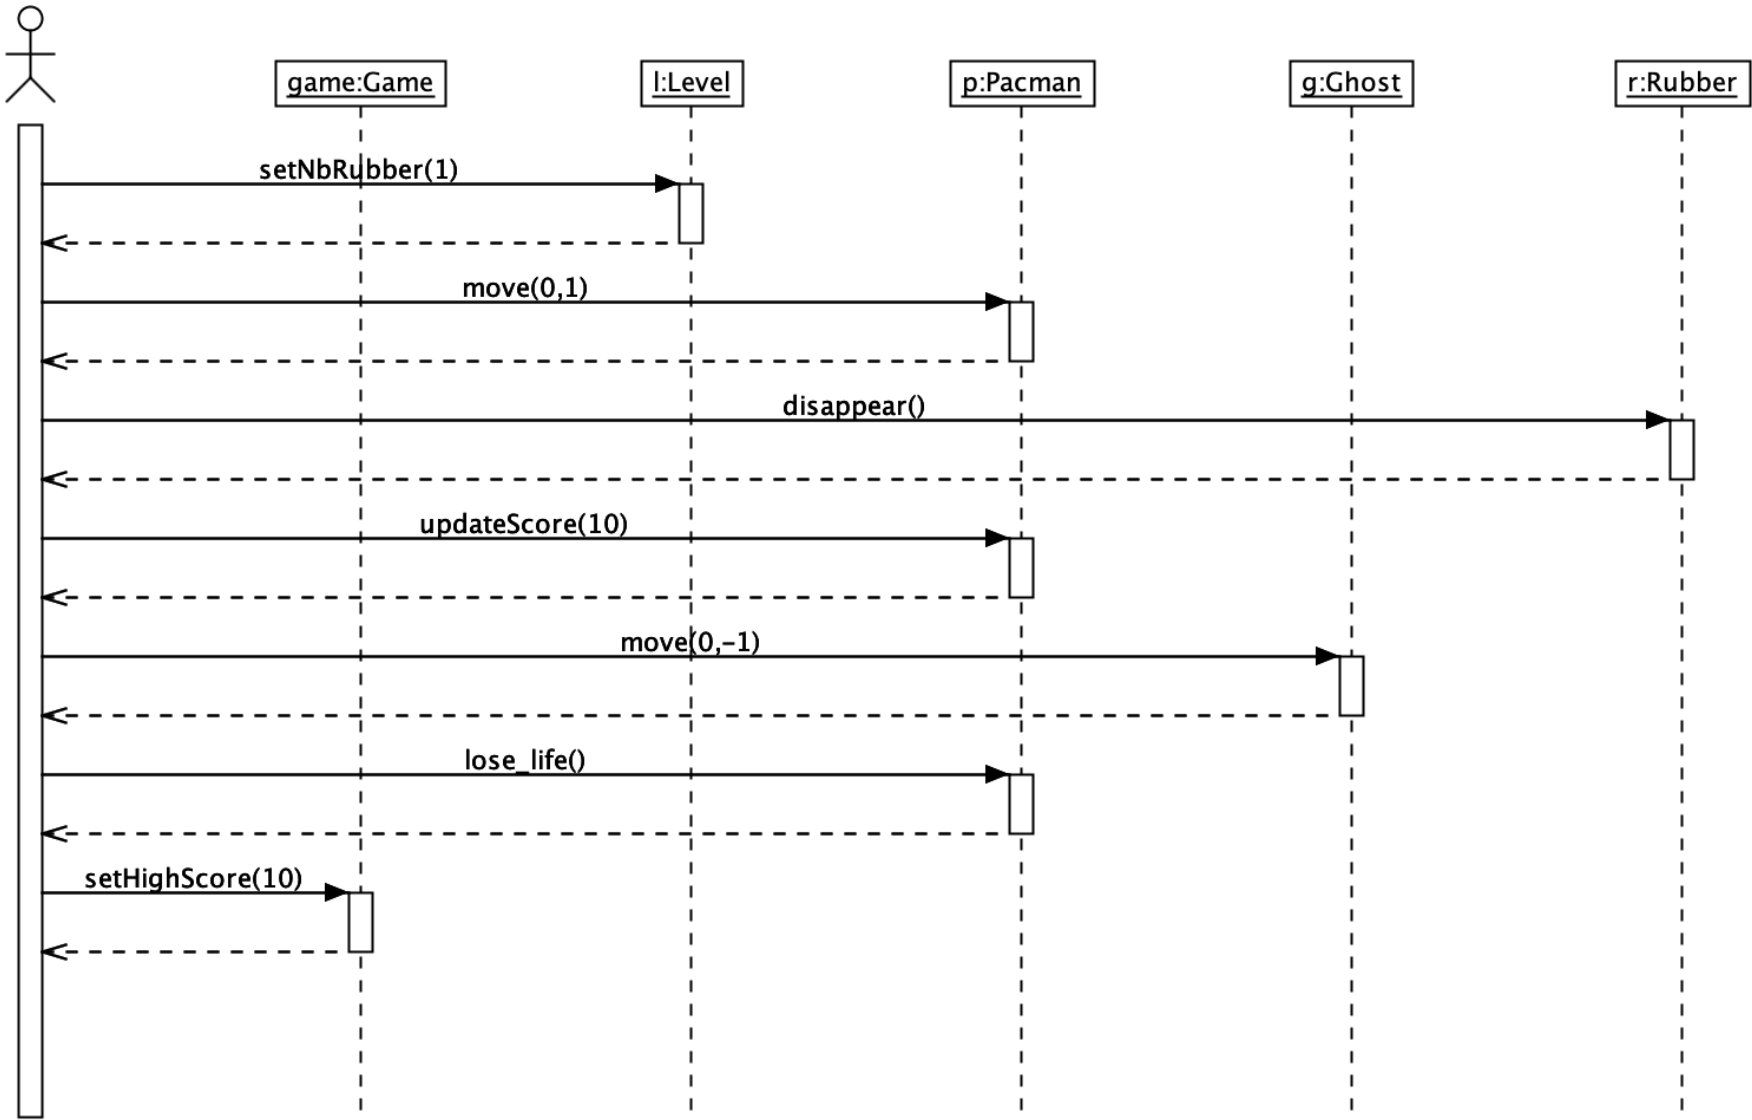 game:Game
l:Level
p:Pacman
g:Ghost
r:Rubber
setNbRubber(1)
move(0,1)
disappear()
updateScore(10)
move(0,-1)
lose_life()
setHighScore(10)